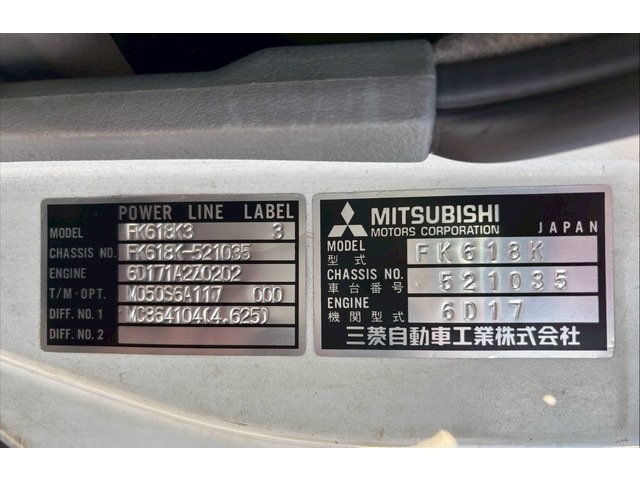 POWER LINE LABEL
MODEL FK618K3 3
CHASSIS NO. FK618K-521035
ENGINE 6D171A2Z0202
T/M-OPT. M050S6A117 000
DIFF. NO. 1 MC864104(4.625)
DIFF. NO. 2
MITSUBISHI
MOTORS CORPORATION JAPAN
MODEL
型式 FK618K
CHASSIS NO.
車台番号 521035
ENGINE
機関型式 6D17
三菱自動車工業株式会社